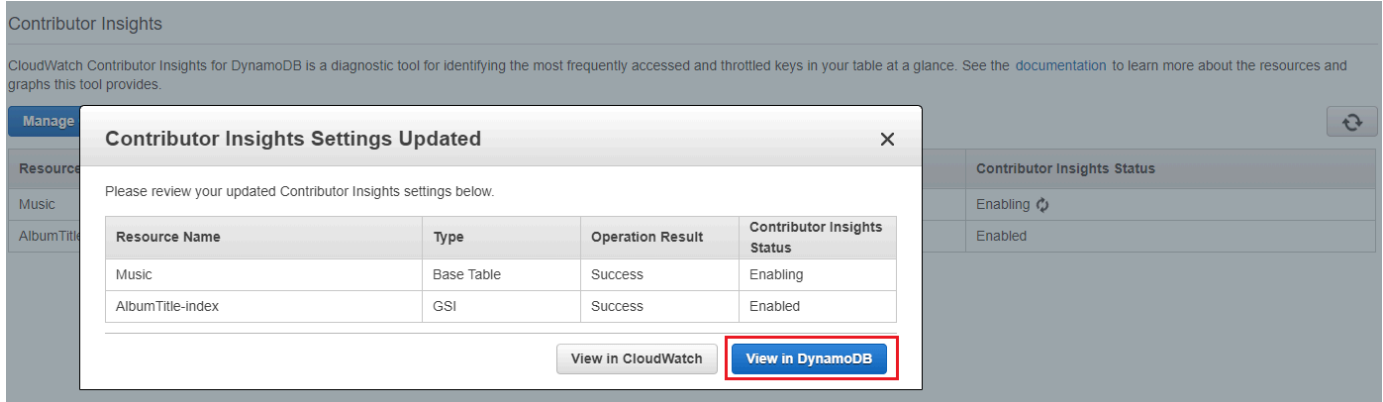 Contributor Insights
CloudWatch Contributor Insights for DynamoDB is a diagnostic tool for identifying the most frequently accessed and throttled keys in your table at a glance. See the documentation to learn more about the resources and
graphs this tool provides.
Manage
Resource
Contributor Insights Status
Music
Enabling
AlbumTitle
Enabled
Contributor Insights Settings Updated
Please review your updated Contributor Insights settings below.
Resource Name Type Operation Result Contributor Insights
Status
Music Base Table Success Enabling
AlbumTitle-index GSI Success Enabled
View in CloudWatch View in DynamoDB